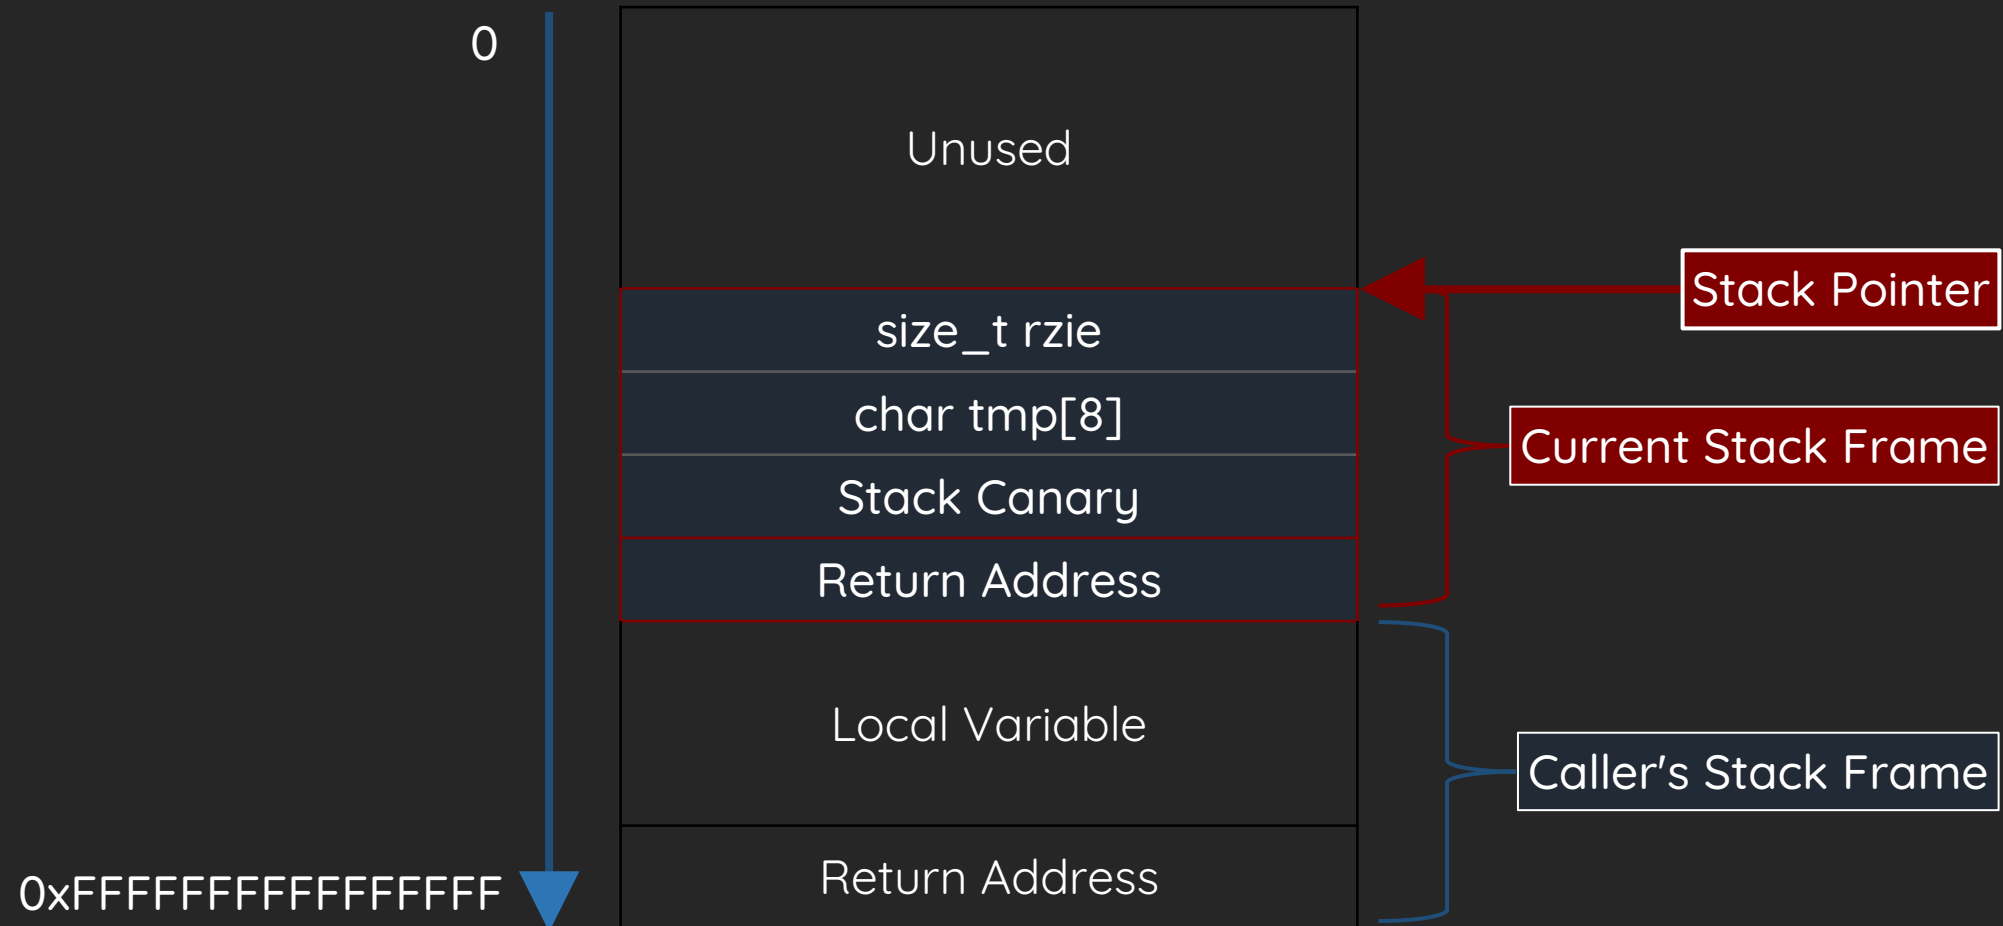 0
Unused
Stack Pointer
size_t rzie
char tmp[8]
Current Stack Frame
Stack Canary
Return Address
Local Variable
Caller's Stack Frame
Return Address
0xFFFFFFFFFFFFFFFF